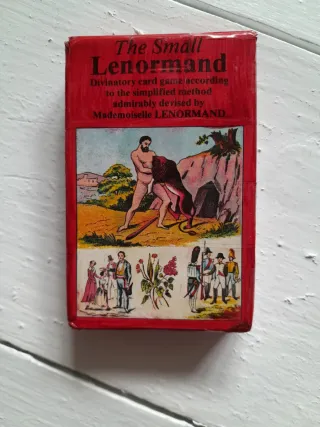 The Small
Lenormand
Divinatory card game according
to the simplified method
admirably devised by
Mademoiselle LENORMAND